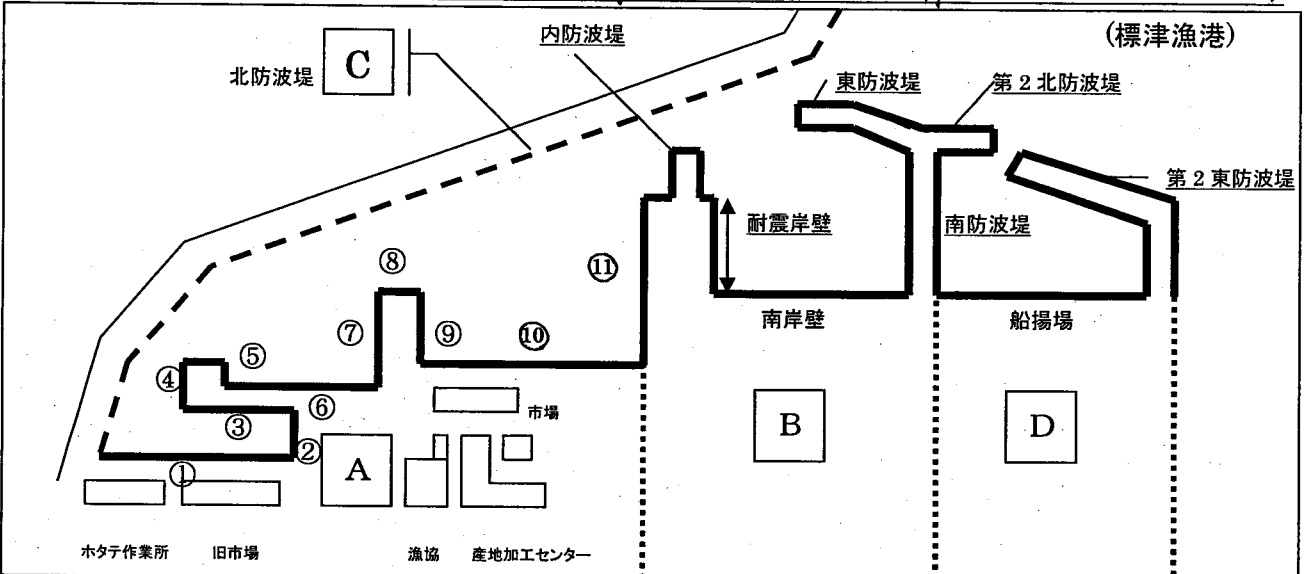 (標津漁港)
内防波堤
北防波堤
C
東防波堤
第2北防波堤
第2東防波堤
耐震岸壁
南防波堤
⑧
⑪
⑦
⑨
⑩
南岸壁
船揚場
⑤
④
⑥
③
市場
②
①
A
B
D
ホタテ作業所
旧市場
漁協
産地加工センター